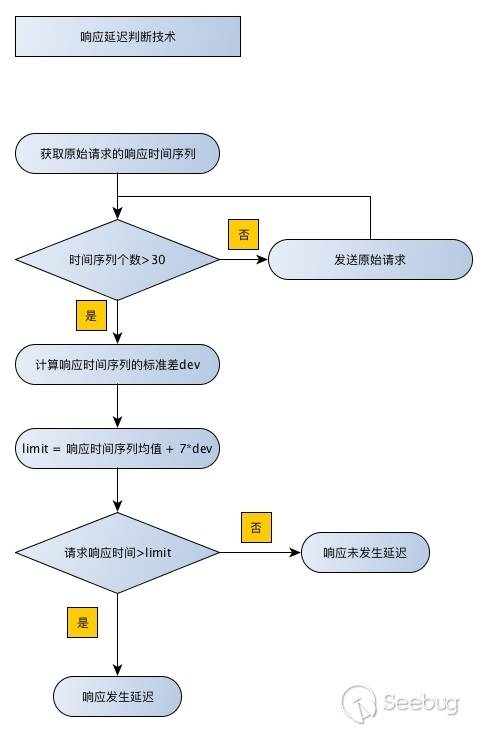 响应延迟判断技术
获取原始请求的响应时间序列
时间序列个数>30
否
发送原始请求
是
计算响应时间序列的标准差dev
limit = 响应时间序列均值 + 7*dev
请求响应时间>limit
否
响应未发生延迟
是
响应发生延迟
Seebug